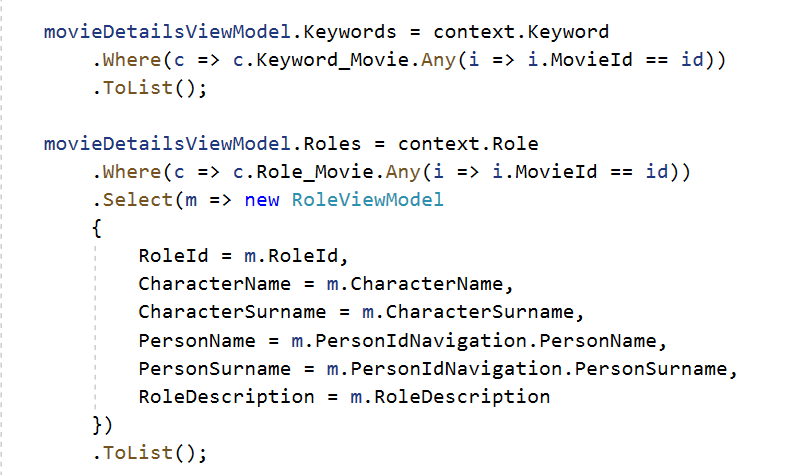 movieDetailsViewModel.Keywords = context.Keyword
.Where(c => c.Keyword_Movie.Any(i => i.MovieId == id))
.ToList();
movieDetailsViewModel.Roles = context.Role
.Where(c => c.Role_Movie.Any(i => i.MovieId == id))
.Select(m => new RoleViewModel
{
RoleId = m.RoleId,
CharacterName = m.CharacterName,
CharacterSurname = m.CharacterSurname,
PersonName = m.PersonIdNavigation.PersonName,
PersonSurname = m.PersonIdNavigation.PersonSurname,
RoleDescription = m.RoleDescription
})
.ToList();